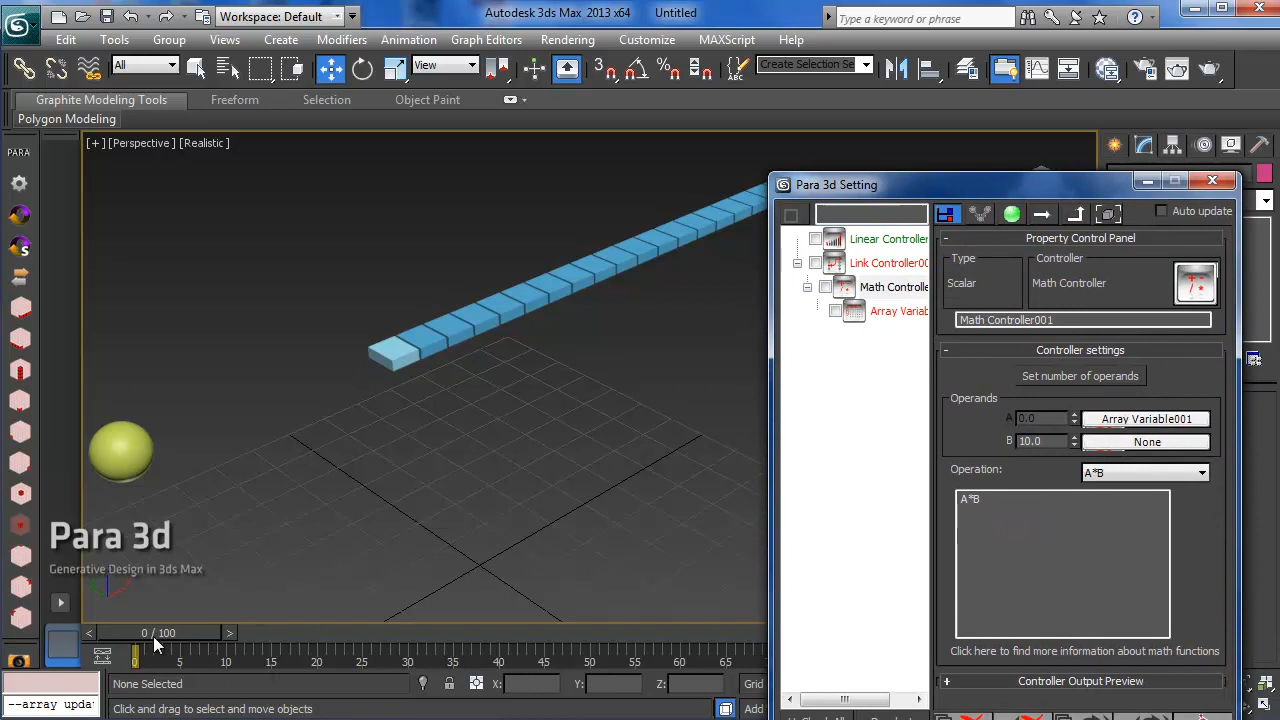 Workspace: Default
Autodesk 3ds Max 2013 x64
Untitled
Type a keyword or phrase
Edit
Tools
Group
Views
Create
Modifiers
Animation
Graph Editors
Rendering
Customize
MAXScript
Help
All
View
3
ABC
Create Selection Se
Graphite Modeling Tools
Freeform
Selection
Object Paint
Polygon Modeling
PARA
[+] [Perspective] [Realistic]
Para 3d Setting
Auto update
Linear Controller
Link Controller00
Math Controlle
Array Variab
Property Control Panel
Type
Scalar
Controller
Math Controller
Math Controller001
Controller settings
Set number of operands
Operands
A 0.0 Array Variable001
B 10.0 None
Operation: A*B
A*B
Click here to find more information about math functions
Controller Output Preview
Para 3d
Generative Design in 3ds Max
0 / 100
0 5 10 15 20 25 30 35 40 45 50 55 60 65
None Selected
X:
Y:
Z:
Grid
--array upda
Click and drag to select and move objects
Add